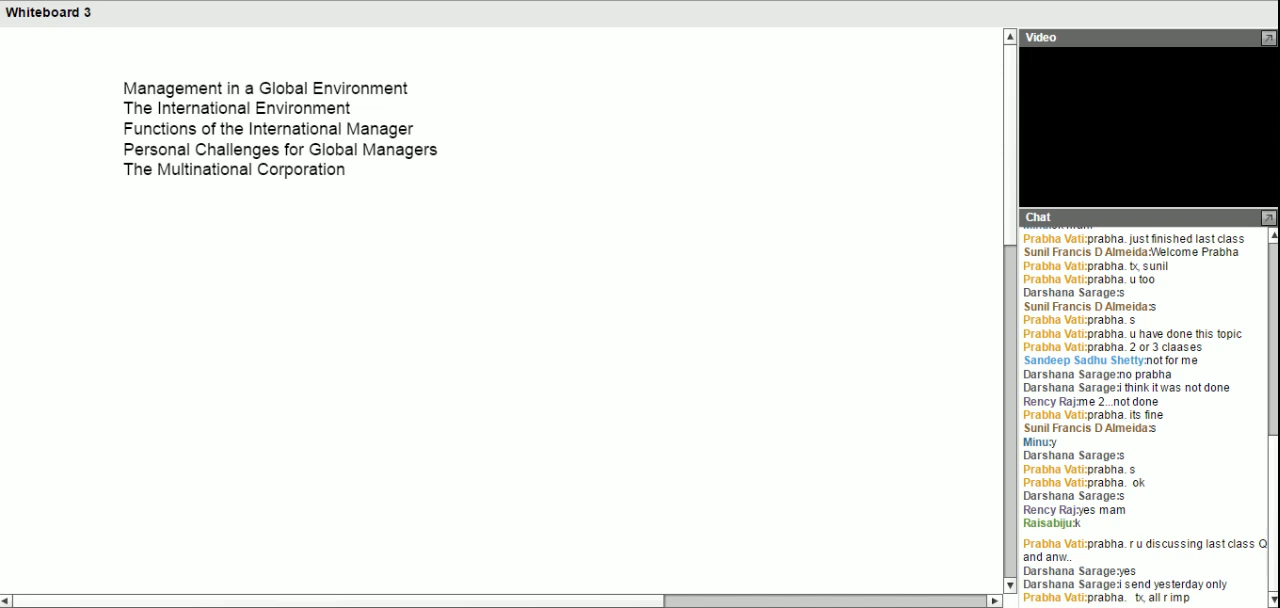 Whiteboard 3
Management in a Global Environment
The International Environment
Functions of the International Manager
Personal Challenges for Global Managers
The Multinational Corporation
Video
Chat
Prabha Vati:prabha. just finished last class
Sunil Francis D Almeida:Welcome Prabha
Prabha Vati:prabha. tx, sunil
Prabha Vati:prabha. u too
Darshana Sarage:s
Sunil Francis D Almeida:s
Prabha Vati:prabha. s
Prabha Vati:prabha. u have done this topic
Prabha Vati:prabha. 2 or 3 claases
Sandeep Sadhu Shetty:not for me
Darshana Sarage:no prabha
Darshana Sarage:i think it was not done
Rency Raj:me 2...not done
Prabha Vati:prabha. its fine
Sunil Francis D Almeida:s
Minu:y
Darshana Sarage:s
Prabha Vati:prabha. s
Prabha Vati:prabha. ok
Darshana Sarage:s
Rency Raj:yes mam
Raisabiju:k
Prabha Vati:prabha. r u discussing last class Q
and anw..
Darshana Sarage:yes
Darshana Sarage:i send yesterday only
Prabha Vati:prabha. tx, all r imp